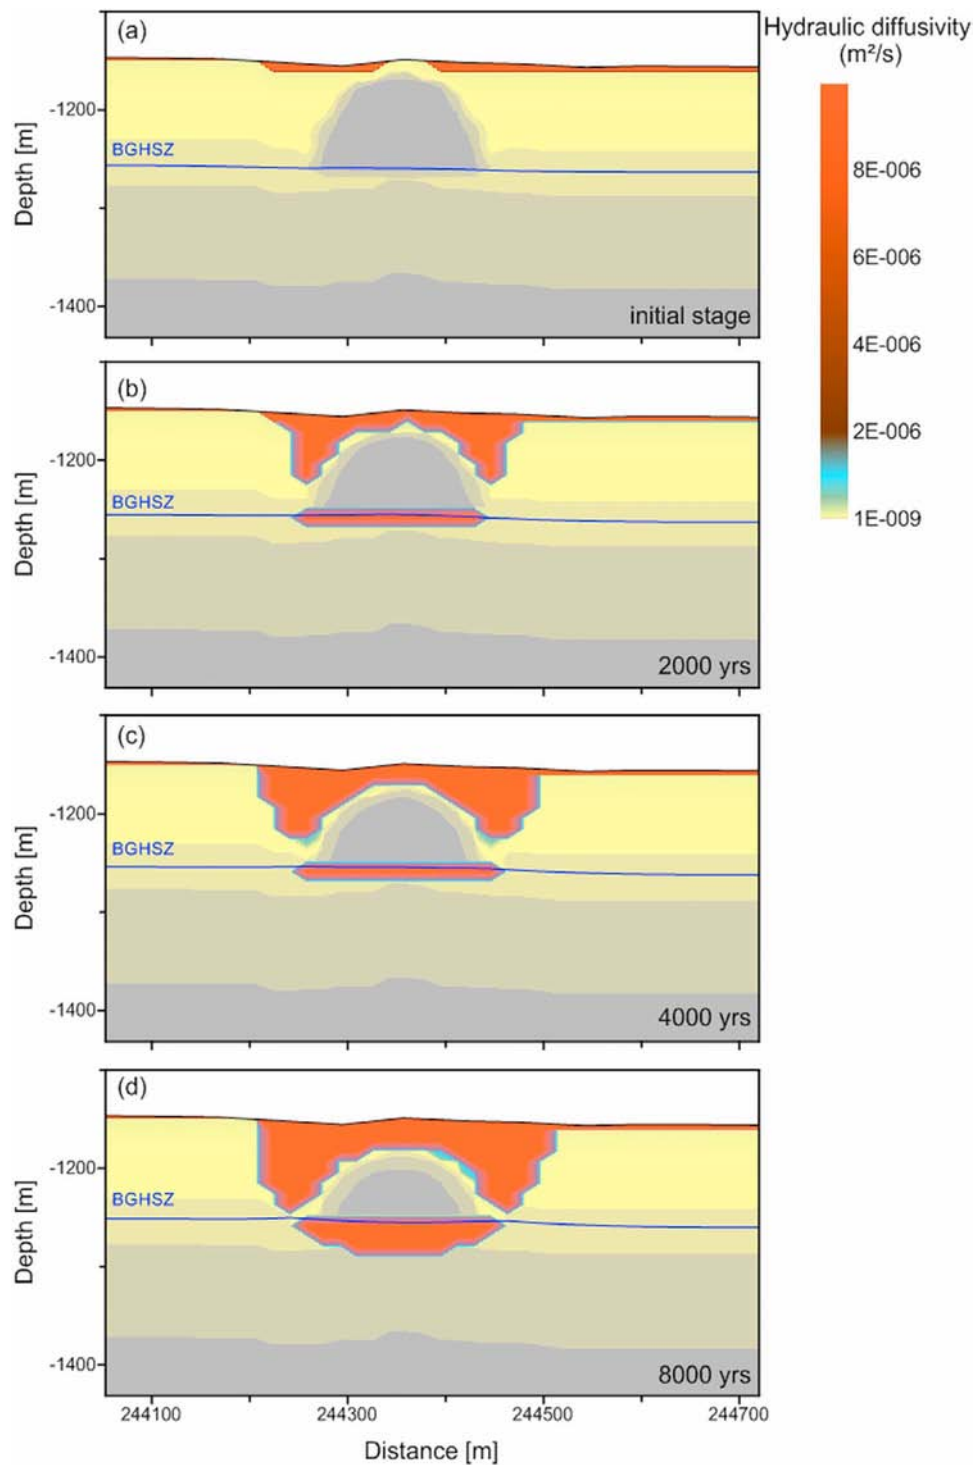 Hydraulic diffusivity
(m²/s)
8E-006
6E-006
4E-006
2E-006
1E-009
(a)
-1200
BGHSZ
Depth [m]
-1400
initial stage
(b)
-1200
BGHSZ
Depth [m]
-1400
2000 yrs
(c)
-1200
BGHSZ
Depth [m]
-1400
4000 yrs
(d)
-1200
BGHSZ
Depth [m]
-1400
8000 yrs
244100 244300 244500 244700
Distance [m]